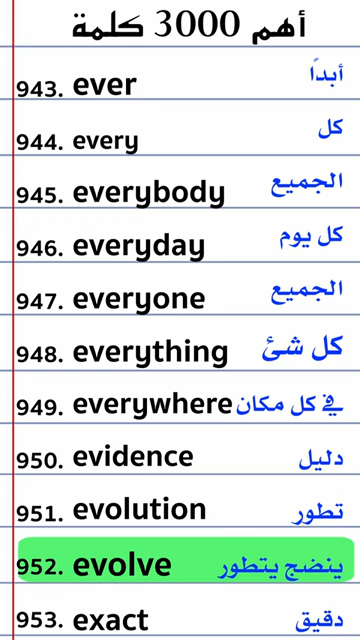 أهم 3000 كلمة
943. ever أبداً
944. every كل
945. everybody الجميع
946. everyday كل يوم
947. everyone الجميع
948. everything كل شئ
949. everywhere في كل مكان
950. evidence دليل
951. evolution تطور
952. evolve ينضج يتطور
953. exact دقيق